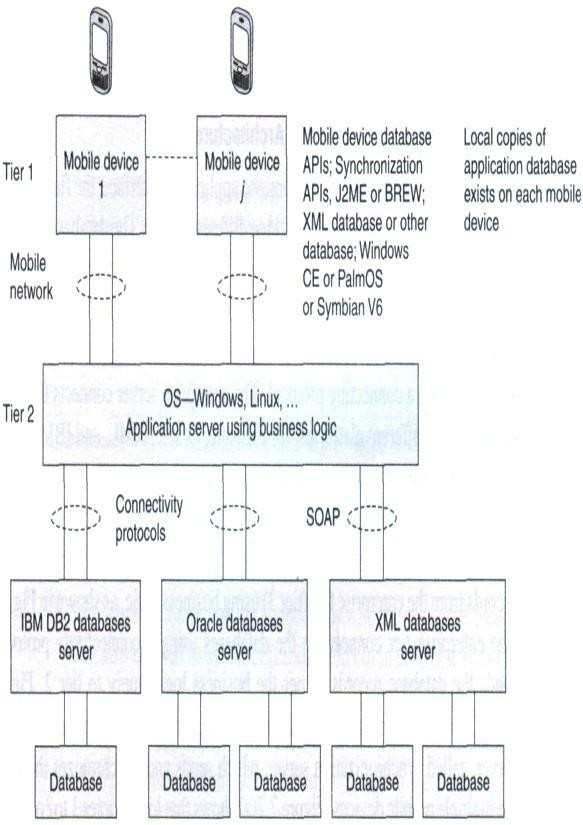 Mobile device
1
Mobile device
j
Tier 1
Mobile device database
APIs; Synchronization
APIs, J2ME or BREW;
XML database or other
database; Windows
CE or PalmOS
or Symbian V6
Local copies of
application database
exists on each mobile
device
Mobile
network
OS—Windows, Linux, ...
Application server using business logic
Tier 2
Connectivity
protocols
SOAP
IBM DB2 databases
server
Oracle databases
server
XML databases
server
Database
Database
Database
Database
Database